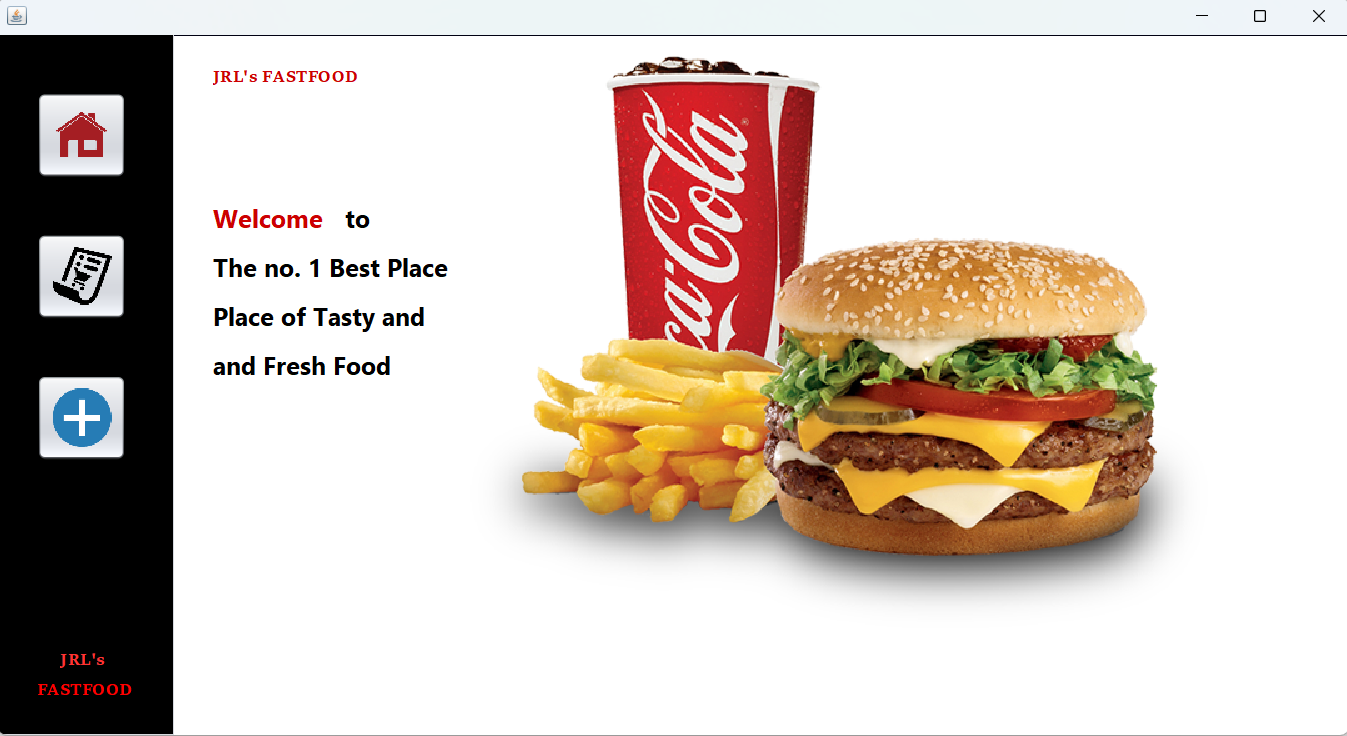 JRL's FASTFOOD
Welcome to
The no. 1 Best Place
Place of Tasty and
and Fresh Food
Coca-Cola
JRL's
FASTFOOD